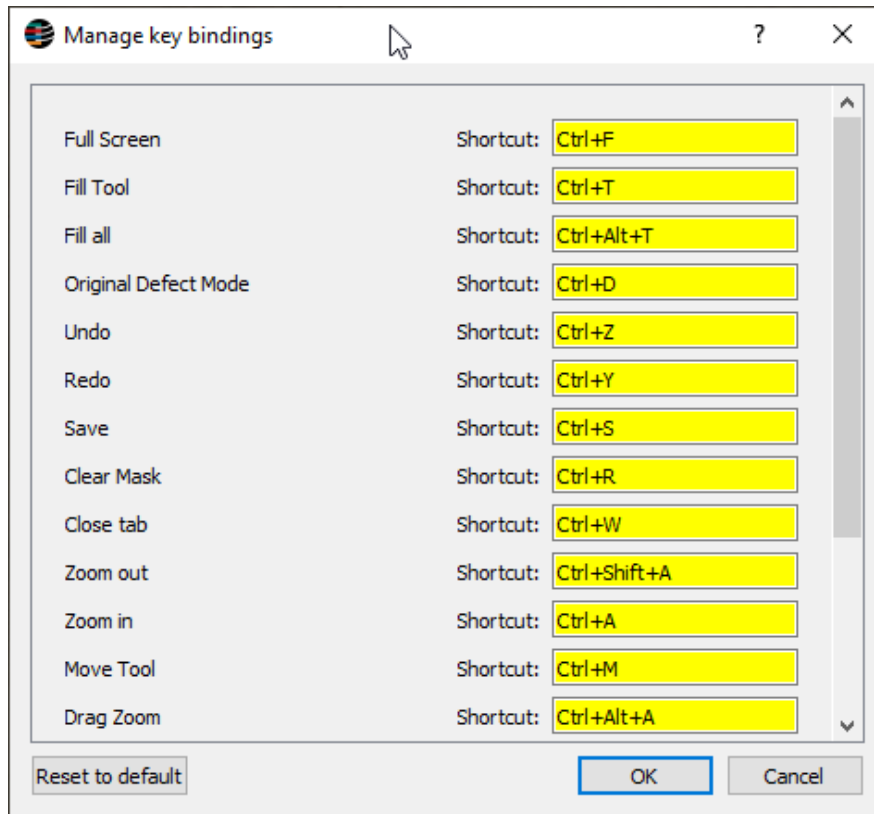 Manage key bindings ?
Full Screen Shortcut: Ctrl+F
Fill Tool Shortcut: Ctrl+T
Fill all Shortcut: Ctrl+Alt+T
Original Defect Mode Shortcut: Ctrl+D
Undo Shortcut: Ctrl+Z
Redo Shortcut: Ctrl+Y
Save Shortcut: Ctrl+S
Clear Mask Shortcut: Ctrl+R
Close tab Shortcut: Ctrl+W
Zoom out Shortcut: Ctrl+Shift+A
Zoom in Shortcut: Ctrl+A
Move Tool Shortcut: Ctrl+M
Drag Zoom Shortcut: Ctrl+Alt+A
Reset to default OK Cancel